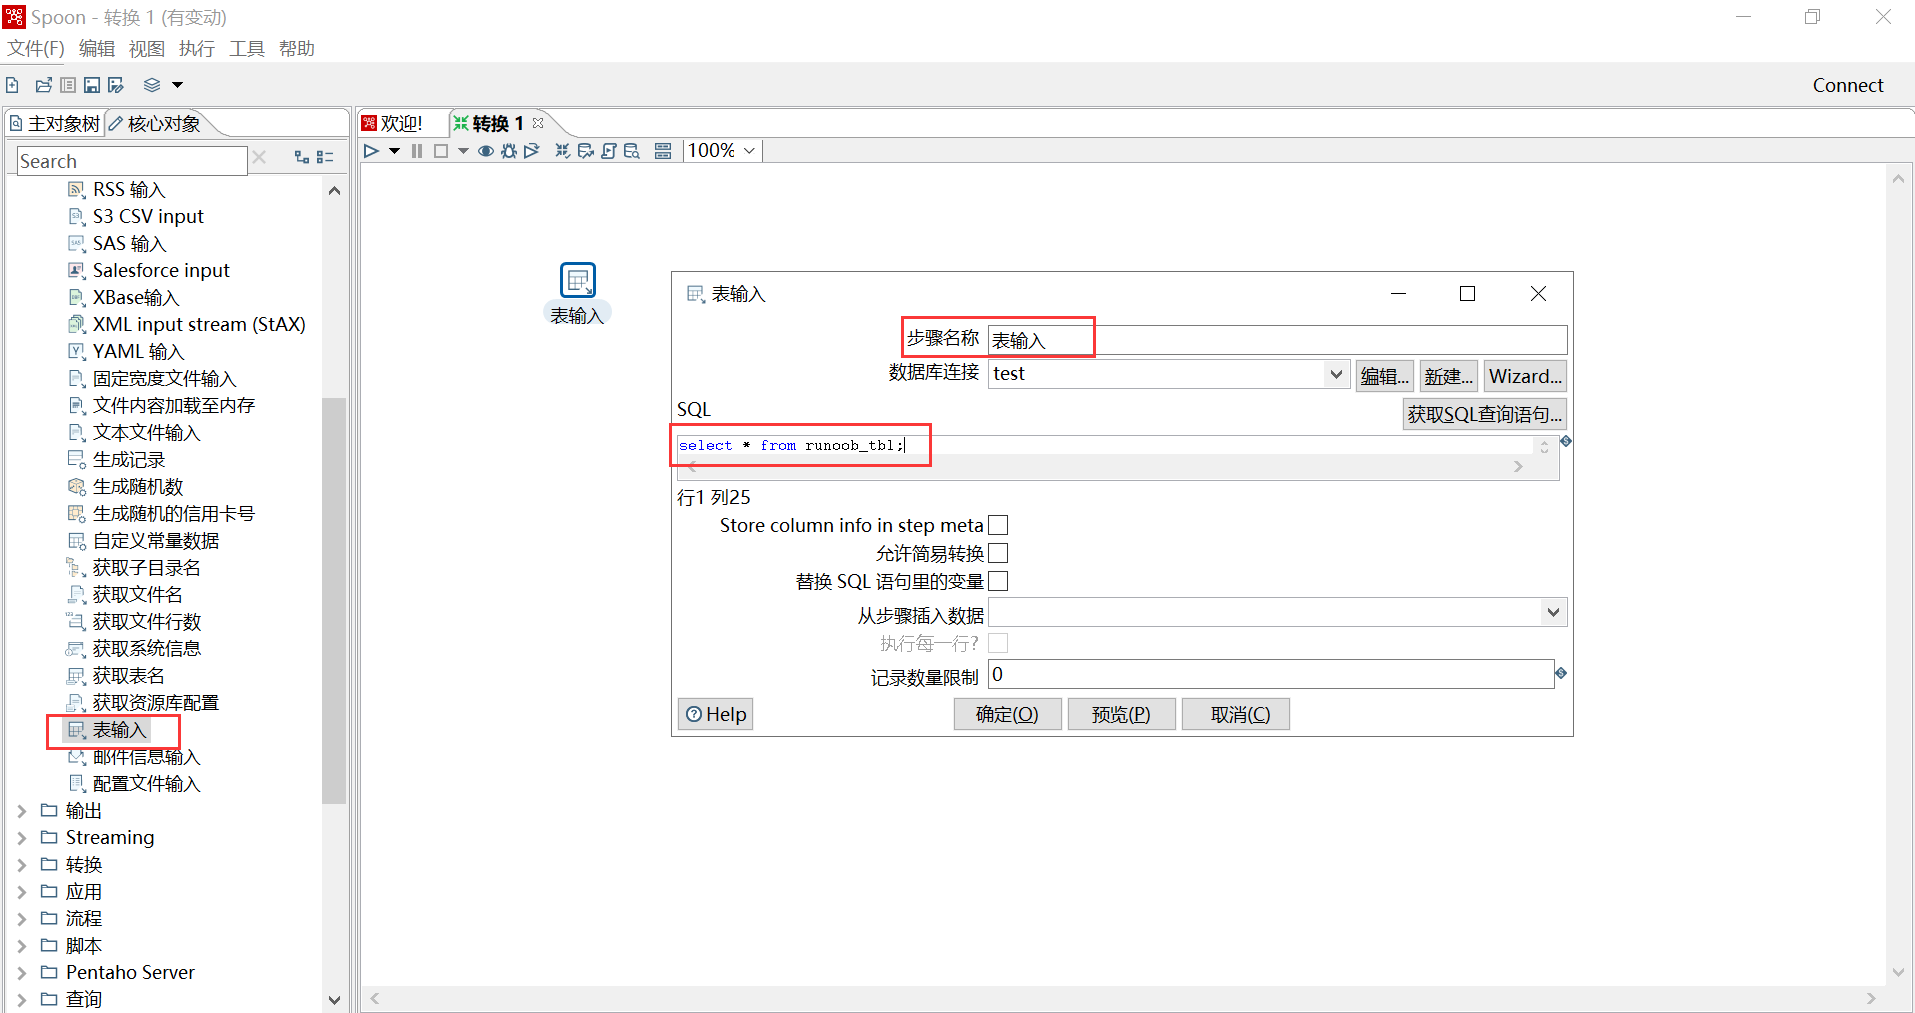 Spoon - 转换 1 (有变动)
文件(F) 编辑 视图 执行 工具 帮助
Connect
主对象树 核心对象
欢迎! 转换 1
100%
Search
RSS 输入
S3 CSV input
SAS 输入
Salesforce input
XBase输入
XML input stream (StAX)
YAML 输入
固定宽度文件输入
文件内容加载至内存
文本文件输入
生成记录
生成随机数
生成随机的信用卡号
自定义常量数据
获取子目录名
获取文件名
获取文件行数
获取系统信息
获取表名
获取资源库配置
表输入
邮件信息输入
配置文件输入
输出
Streaming
转换
应用
流程
脚本
Pentaho Server
查询
表输入
表输入
步骤名称 表输入
数据库连接 test 编辑... 新建... Wizard...
SQL 获取SQL查询语句...
select * from runoob_tbl;
行1 列25
Store column info in step meta
允许简易转换
替换 SQL 语句里的变量
从步骤插入数据
执行每一行?
记录数量限制 0
Help 确定(O) 预览(P) 取消(C)